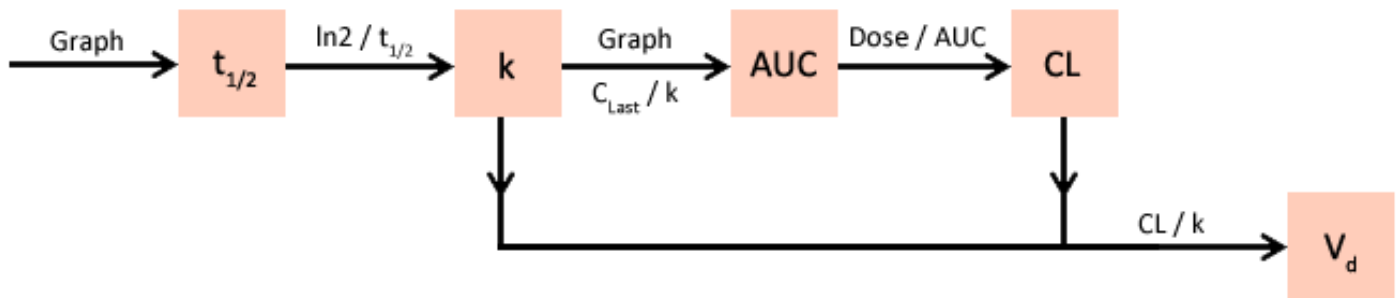 Graph
t1/2
ln2 / t1/2
k
Graph
CLast / k
AUC
Dose / AUC
CL
CL / k
Vd